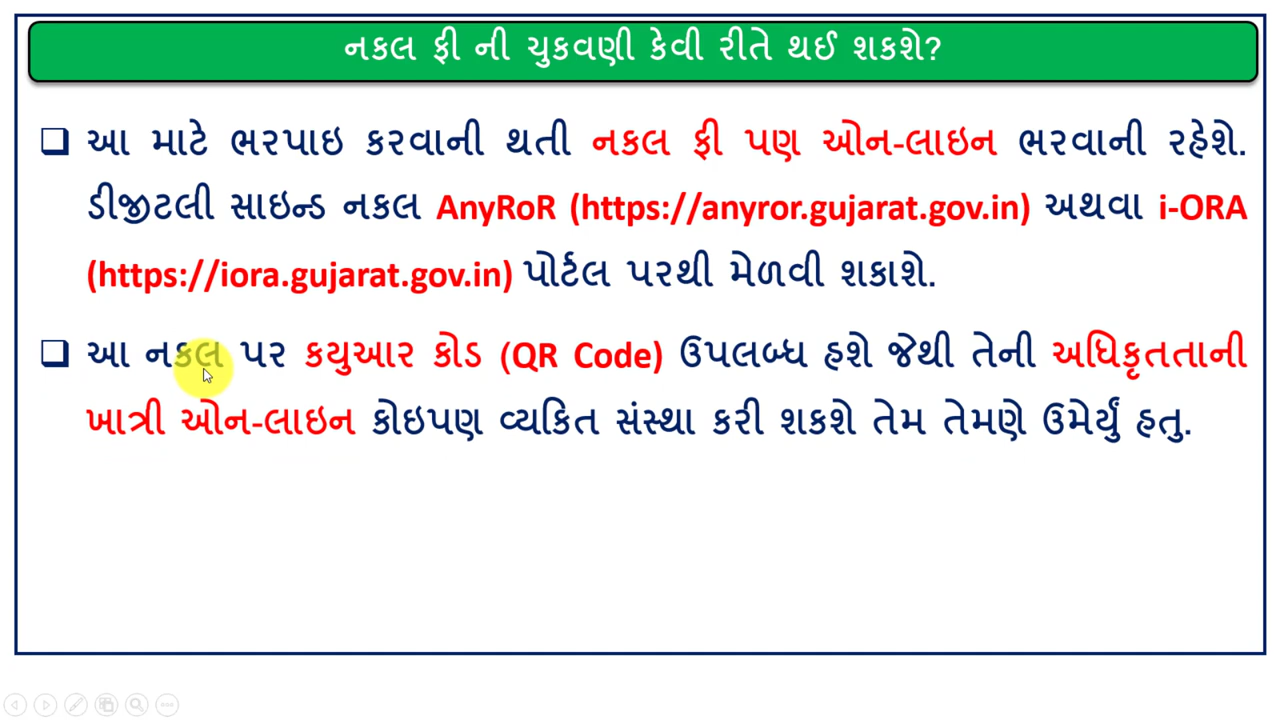 નકલ ફી ની ચુકવણી કેવી રીતે થઈ શકશે?
આ માટે ભરપાઇ કરવાની થતી નકલ ફી પણ ઓન-લાઇન ભરવાની રહેશે.
ડીજીટલી સાઇન્ડ નકલ AnyRoR (https://anyror.gujarat.gov.in) અથવા i-ORA
(https://iora.gujarat.gov.in) પોર્ટલ પરથી મેળવી શકાશે.
આ નકલ પર કયુઆર કોડ (QR Code) ઉપલબ્ધ હશે જેથી તેની અધિકૃતતાની
ખાત્રી ઓન-લાઇન કોઇપણ વ્યકિત સંસ્થા કરી શકશે તેમ તેમણે ઉમેર્યું હતુ.